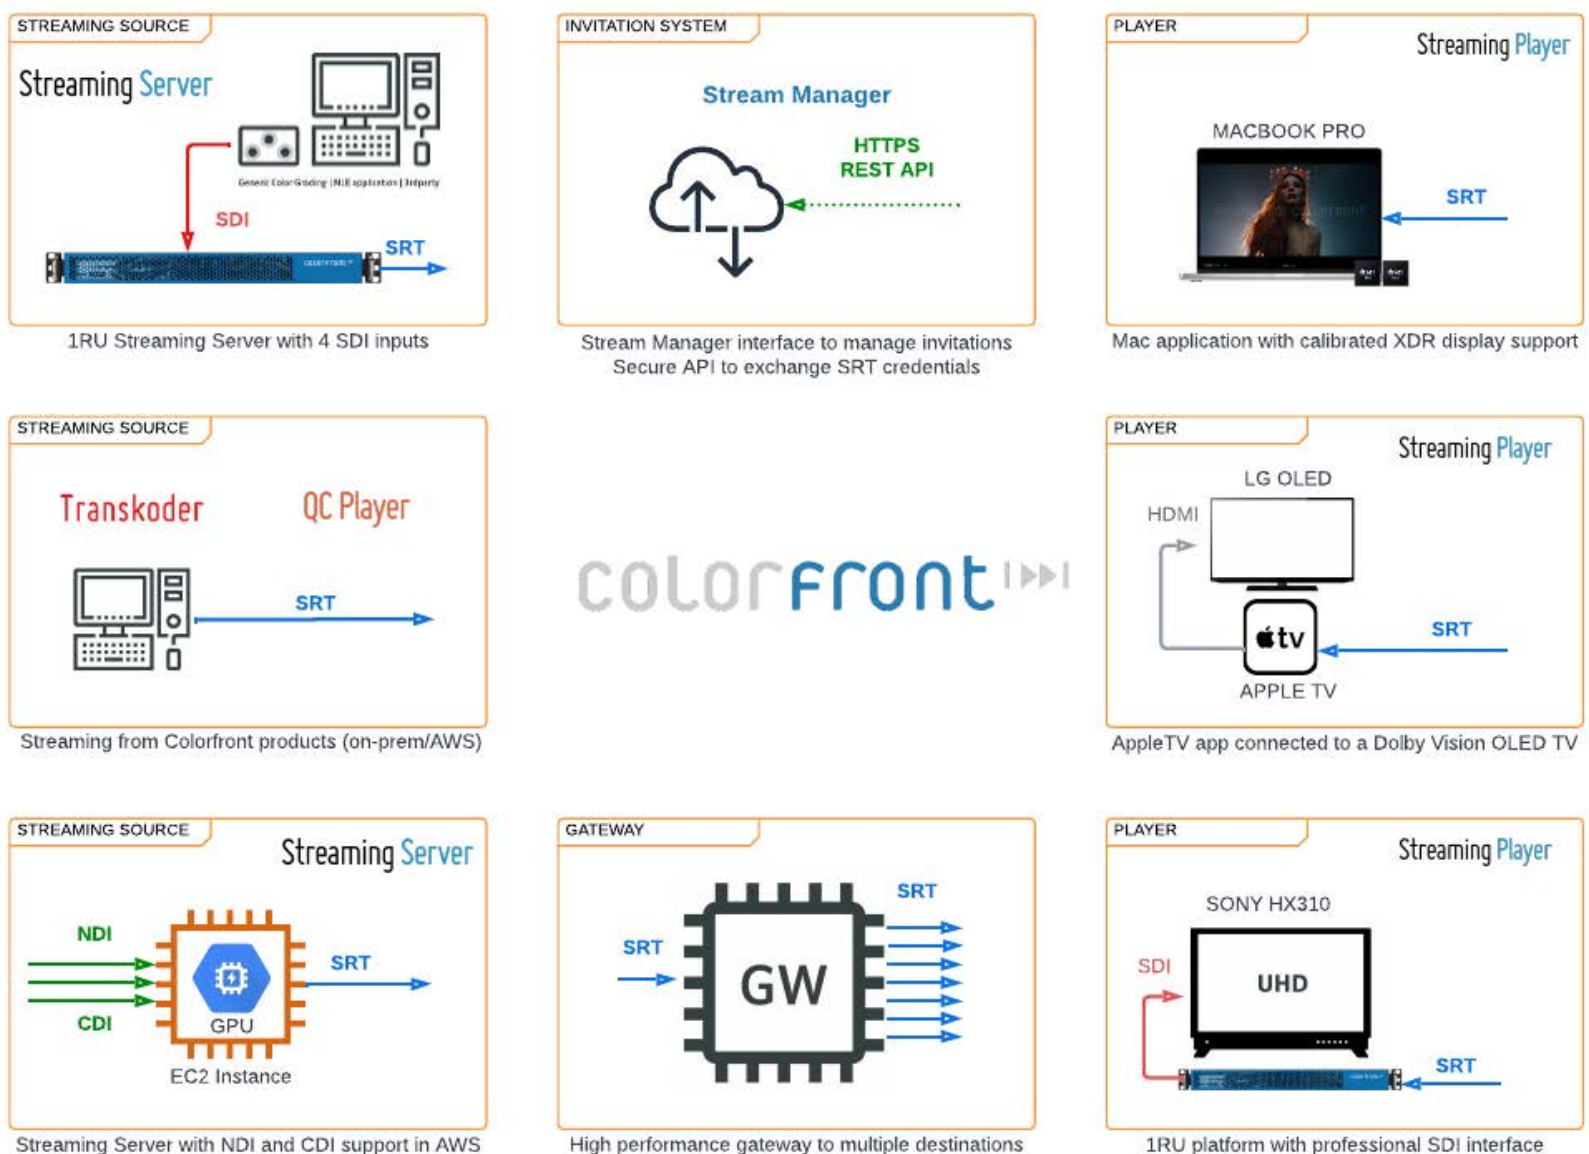 STREAMING SOURCE
Streaming Server
Generic Color Grading | NLE application | 3rdparty
SDI
SRT
1RU Streaming Server with 4 SDI inputs
INVITATION SYSTEM
Stream Manager
HTTPS
REST API
Stream Manager interface to manage invitations
Secure API to exchange SRT credentials
PLAYER
Streaming Player
MACBOOK PRO
SRT
Mac application with calibrated XDR display support
STREAMING SOURCE
Transkoder
QC Player
SRT
Streaming from Colorfront products (on-prem/AWS)
colorfront
PLAYER
Streaming Player
LG OLED
HDMI
tv
SRT
APPLE TV
AppleTV app connected to a Dolby Vision OLED TV
STREAMING SOURCE
Streaming Server
NDI
SRT
CDI
GPU
EC2 Instance
Streaming Server with NDI and CDI support in AWS
GATEWAY
SRT
SRT
GW
High performance gateway to multiple destinations
PLAYER
Streaming Player
SONY HX310
SDI
UHD
SRT
1RU platform with professional SDI interface